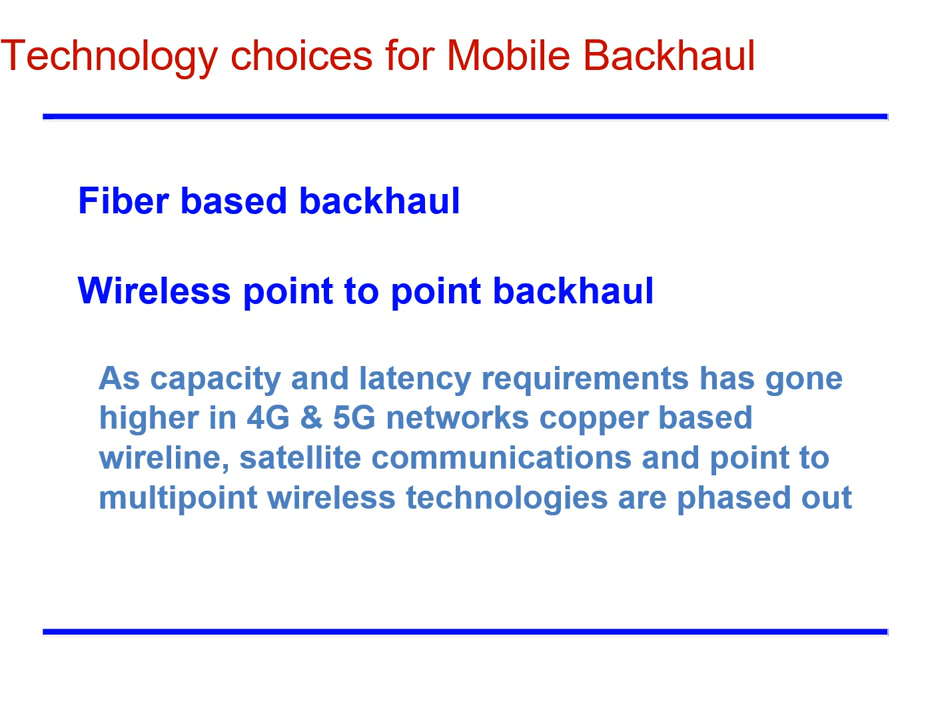 Technology choices for Mobile Backhaul
Fiber based backhaul
Wireless point to point backhaul
As capacity and latency requirements has gone
higher in 4G & 5G networks copper based
wireline, satellite communications and point to
multipoint wireless technologies are phased out